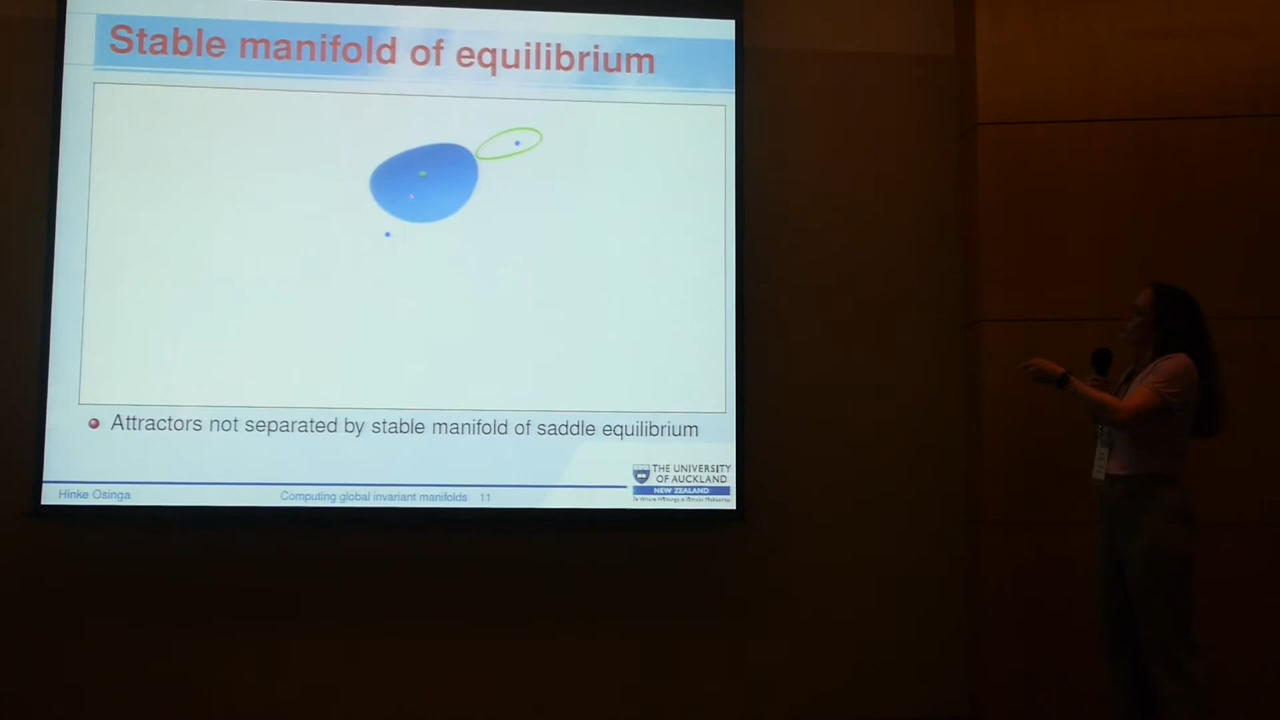 Stable manifold of equilibrium
Attractors not separated by stable manifold of saddle equilibrium
THE UNIVERSITY
OF AUCKLAND
NEW ZEALAND
Hinke Osinga
Computing global invariant manifolds 11